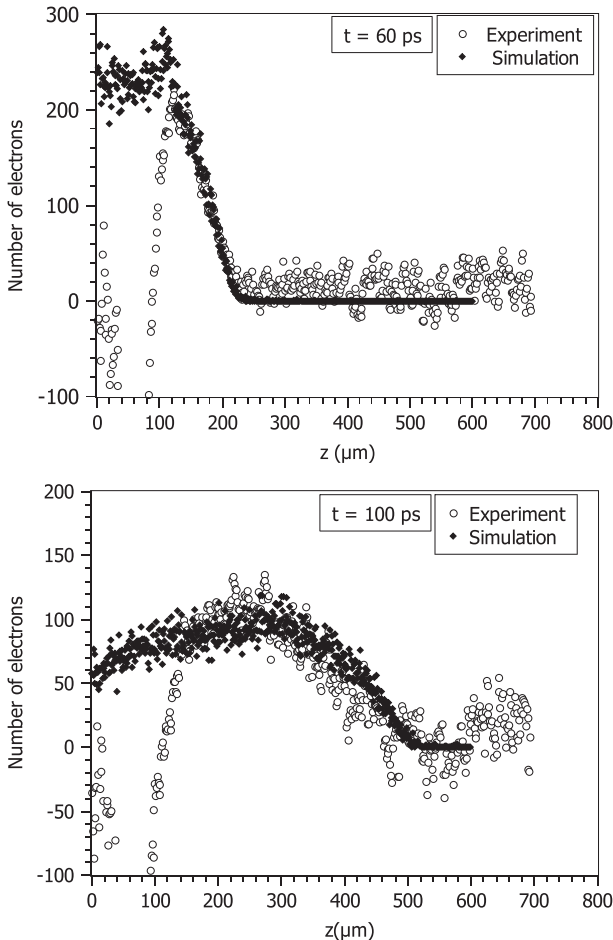 300
t = 60 ps
Experiment
Simulation
200
100
0
-100
Number of electrons
0 100 200 300 400 500 600 700 800
z (µm)
200
t = 100 ps
Experiment
Simulation
150
100
50
0
-50
-100
Number of electrons
0 100 200 300 400 500 600 700 800
z(µm)